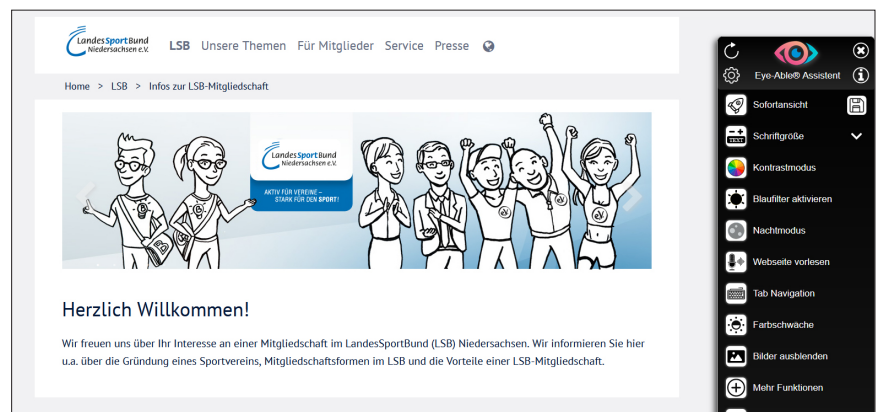 LandesSportBund
Niedersachsen e.V.
LSB Unsere Themen Für Mitglieder Service Presse
Home > LSB > Infos zur LSB-Mitgliedschaft
LandesSportBund
Niedersachsen e.V.
AKTIV FÜR VEREINE –
STARK FÜR DEN SPORT!
Herzlich Willkommen!
Wir freuen uns über Ihr Interesse an einer Mitgliedschaft im LandesSportBund (LSB) Niedersachsen. Wir informieren Sie hier
u.a. über die Gründung eines Sportvereins, Mitgliedschaftsformen im LSB und die Vorteile einer LSB-Mitgliedschaft.
Eye-Able® Assistent
Sofortansicht
TEXT
Schriftgröße
Kontrastmodus
Blaufilter aktivieren
Nachtmodus
Webseite vorlesen
Tab Navigation
Farbschwäche
Bilder ausblenden
Mehr Funktionen